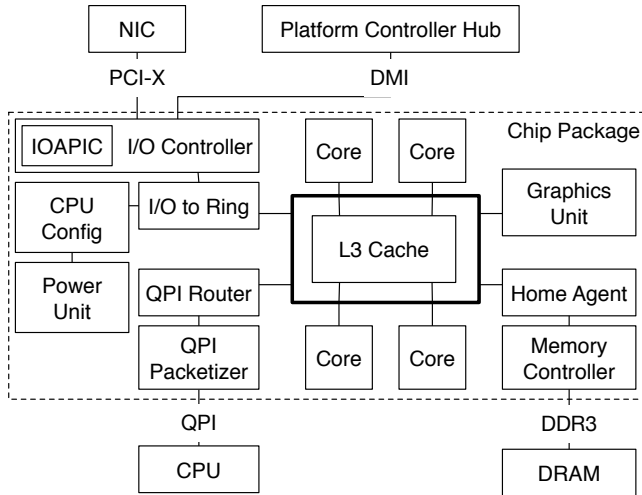 NIC
Platform Controller Hub
PCI-X
DMI
Chip Package
IOAPIC
I/O Controller
Core
Core
CPU
Config
I/O to Ring
Graphics
Unit
L3 Cache
Power
Unit
QPI Router
Home Agent
QPI
Packetizer
Core
Core
Memory
Controller
QPI
DDR3
CPU
DRAM